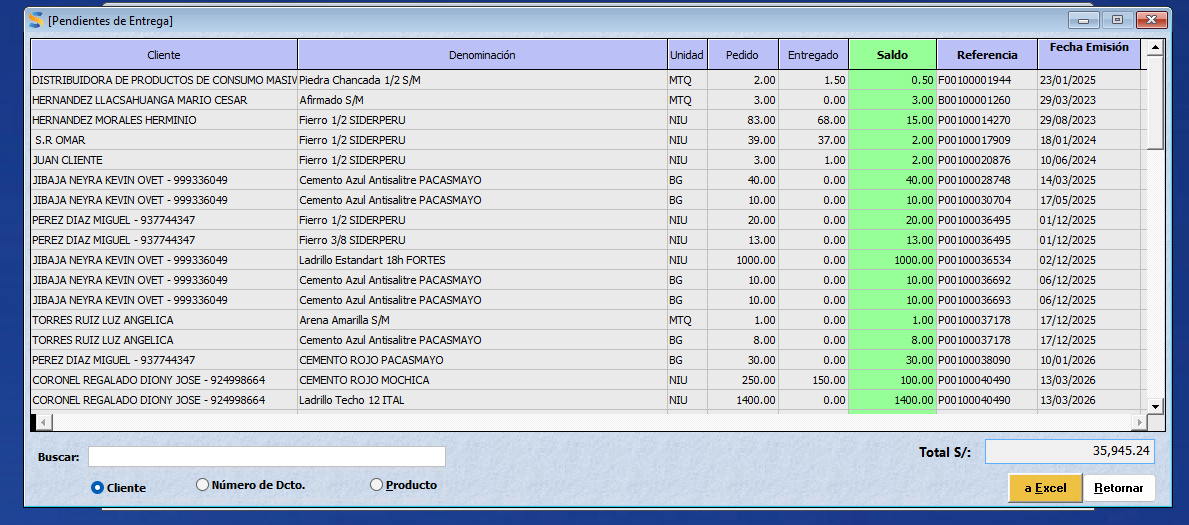 [Pendientes de Entrega]
Cliente Denominación Unidad Pedido Entregado Saldo Referencia Fecha Emisión
DISTRIBUIDORA DE PRODUCTOS DE CONSUMO MASIV Piedra Chancada 1/2 S/M MTQ 2.00 1.50 0.50 F00100001944 23/01/2025
HERNANDEZ LLACSAHUANGA MARIO CESAR Afirmado S/M MTQ 3.00 0.00 3.00 B00100001260 29/03/2023
HERNANDEZ MORALES HERMINIO Fierro 1/2 SIDERPERU NIU 83.00 68.00 15.00 P00100014270 29/08/2023
S.R OMAR Fierro 1/2 SIDERPERU NIU 39.00 37.00 2.00 P00100017909 18/01/2024
JUAN CLIENTE Fierro 1/2 SIDERPERU NIU 3.00 1.00 2.00 P00100020876 10/06/2024
JIBAJA NEYRA KEVIN OVET - 999336049 Cemento Azul Antisalitre PACASMAYO BG 40.00 0.00 40.00 P00100028748 14/03/2025
JIBAJA NEYRA KEVIN OVET - 999336049 Cemento Azul Antisalitre PACASMAYO BG 10.00 0.00 10.00 P00100030704 17/05/2025
PEREZ DIAZ MIGUEL - 937744347 Fierro 1/2 SIDERPERU NIU 20.00 0.00 20.00 P00100036495 01/12/2025
PEREZ DIAZ MIGUEL - 937744347 Fierro 3/8 SIDERPERU NIU 13.00 0.00 13.00 P00100036495 01/12/2025
JIBAJA NEYRA KEVIN OVET - 999336049 Ladrillo Estandart 18h FORTES NIU 1000.00 0.00 1000.00 P00100036534 02/12/2025
JIBAJA NEYRA KEVIN OVET - 999336049 Cemento Azul Antisalitre PACASMAYO BG 10.00 0.00 10.00 P00100036692 06/12/2025
JIBAJA NEYRA KEVIN OVET - 999336049 Cemento Azul Antisalitre PACASMAYO BG 10.00 0.00 10.00 P00100036693 06/12/2025
TORRES RUIZ LUZ ANGELICA Arena Amarilla S/M MTQ 1.00 0.00 1.00 P00100037178 17/12/2025
TORRES RUIZ LUZ ANGELICA Cemento Azul Antisalitre PACASMAYO BG 8.00 0.00 8.00 P00100037178 17/12/2025
PEREZ DIAZ MIGUEL - 937744347 CEMENTO ROJO PACASMAYO BG 30.00 0.00 30.00 P00100038090 10/01/2026
CORONEL REGALADO DIONY JOSE - 924998664 CEMENTO ROJO MOCHICA NIU 250.00 150.00 100.00 P00100040490 13/03/2026
CORONEL REGALADO DIONY JOSE - 924998664 Ladrillo Techo 12 ITAL NIU 1400.00 0.00 1400.00 P00100040490 13/03/2026
Buscar: Total S/: 35,945.24
Cliente Número de Dcto. Producto a Excel Retornar